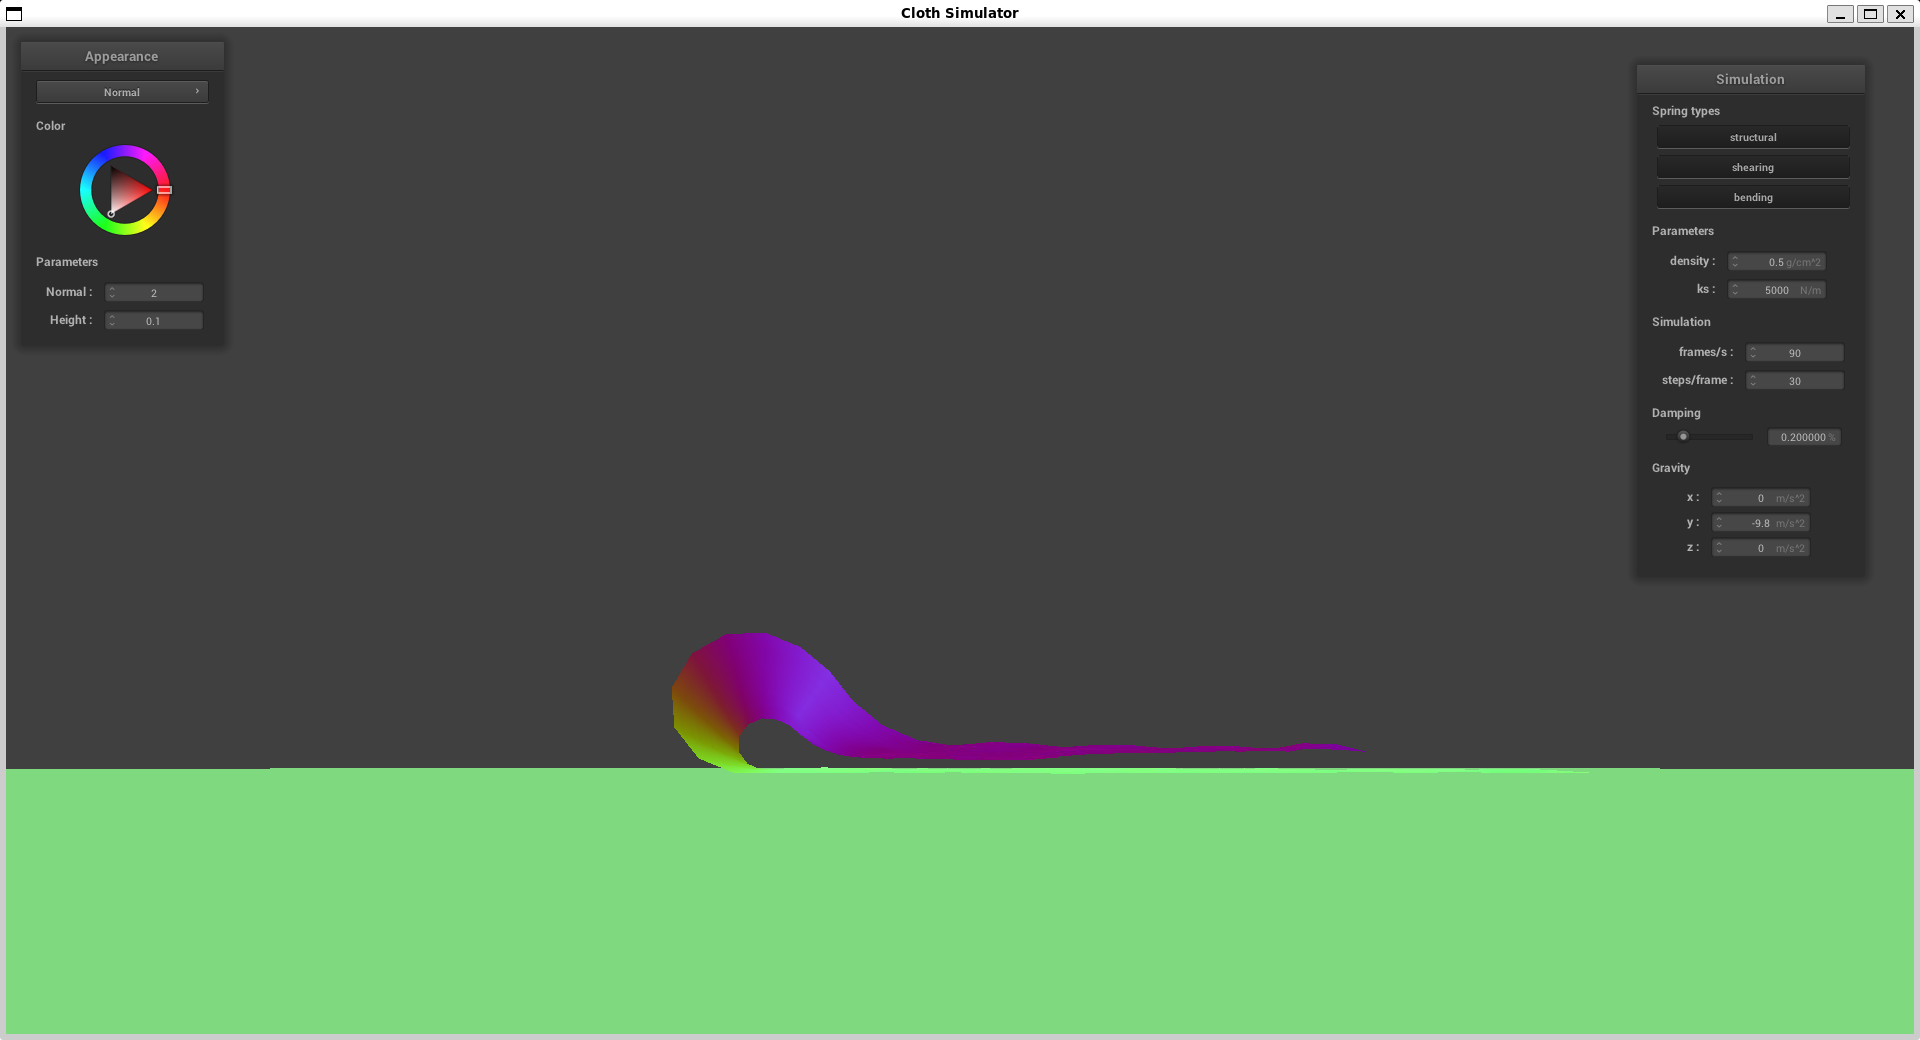 Cloth Simulator
Appearance
Normal
Color
Parameters
Normal : 2
Height : 0.1
Simulation
Spring types
structural
shearing
bending
Parameters
density : 0.5 g/cm^2
ks : 5000 N/m
Simulation
frames/s : 90
steps/frame : 30
Damping
0.200000 %
Gravity
x : 0 m/s^2
y : -9.8 m/s^2
z : 0 m/s^2